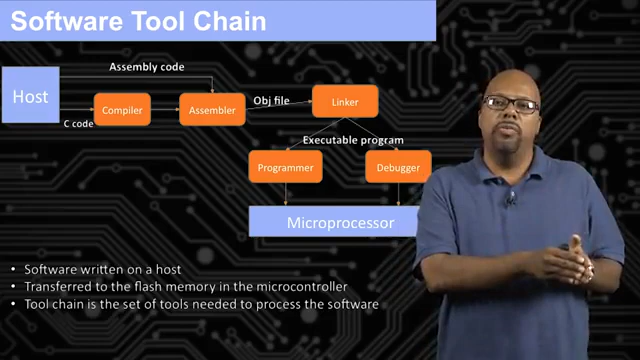 Software Tool Chain
Assembly code
Host
Compiler
Assembler
Obj file
Linker
C code
Executable program
Programmer
Debugger
Microprocessor
• Software written on a host
• Transferred to the flash memory in the microcontroller
• Tool chain is the set of tools needed to process the software